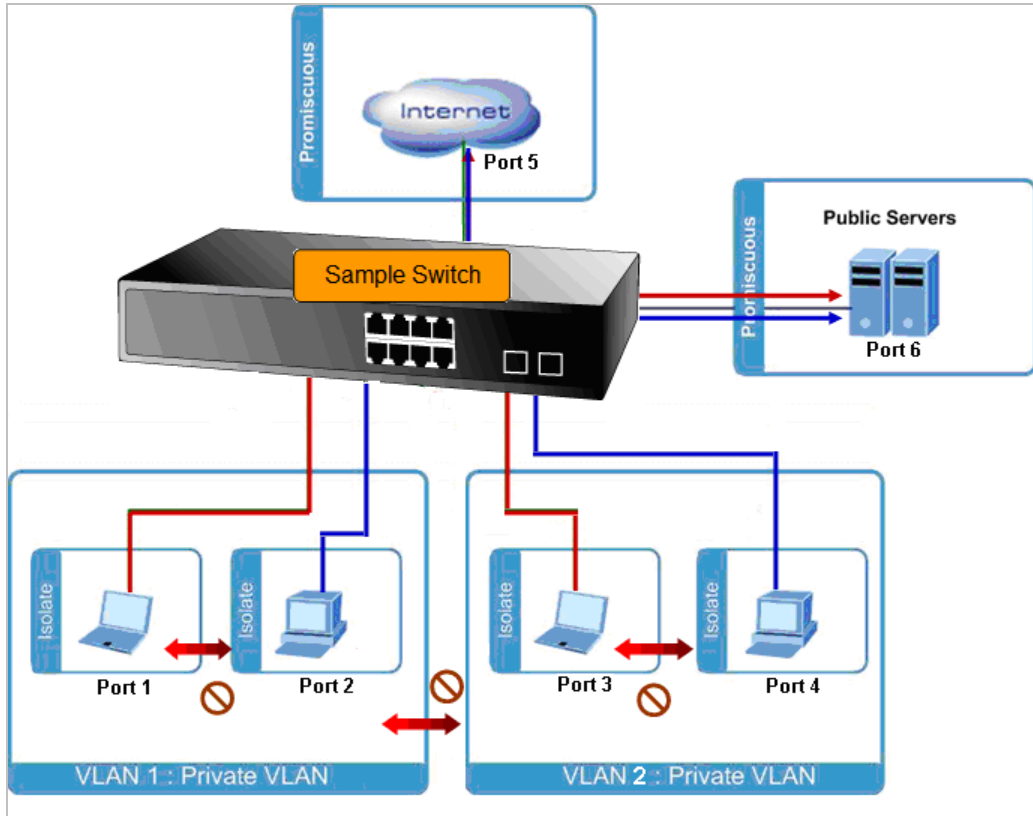 Promiscuous
Internet
Port 5
Promiscuous
Public Servers
Port 6
Sample Switch
Isolate
Port 1
Isolate
Port 2
Isolate
Port 3
Isolate
Port 4
VLAN 1 : Private VLAN
VLAN 2 : Private VLAN